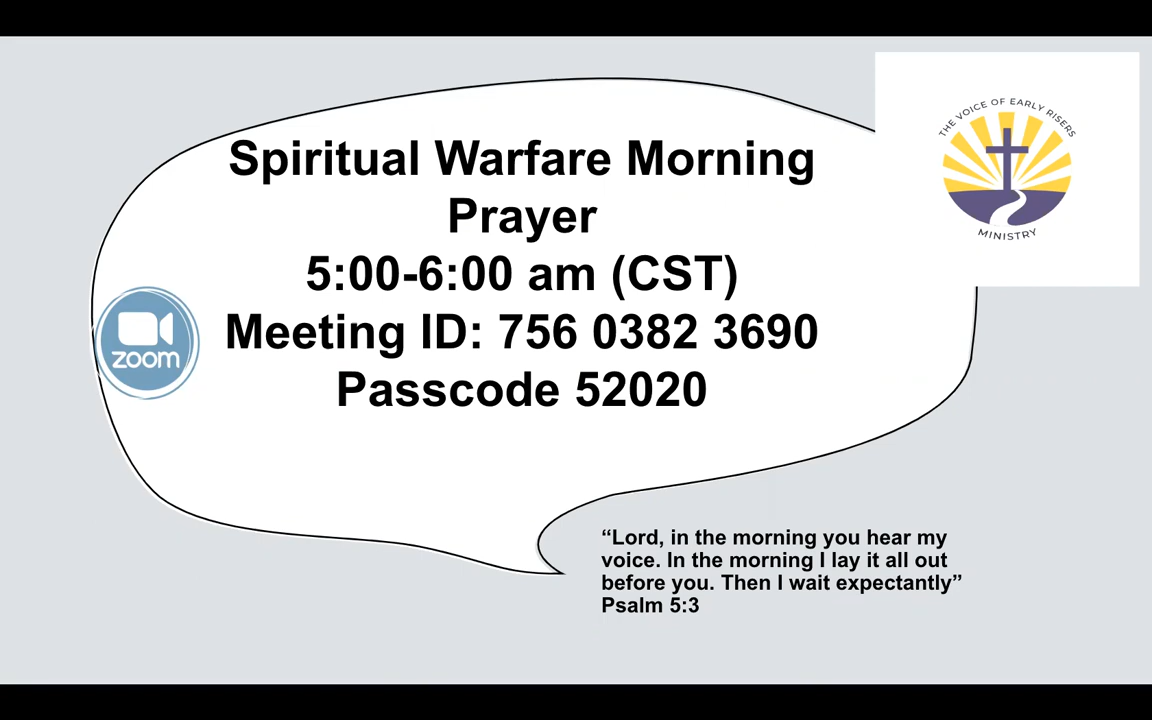 THE VOICE OF EARLY RISERS
MINISTRY
Spiritual Warfare Morning
Prayer
5:00-6:00 am (CST)
Meeting ID: 756 0382 3690
Passcode 52020
zoom
“Lord, in the morning you hear my
voice. In the morning I lay it all out
before you. Then I wait expectantly”
Psalm 5:3